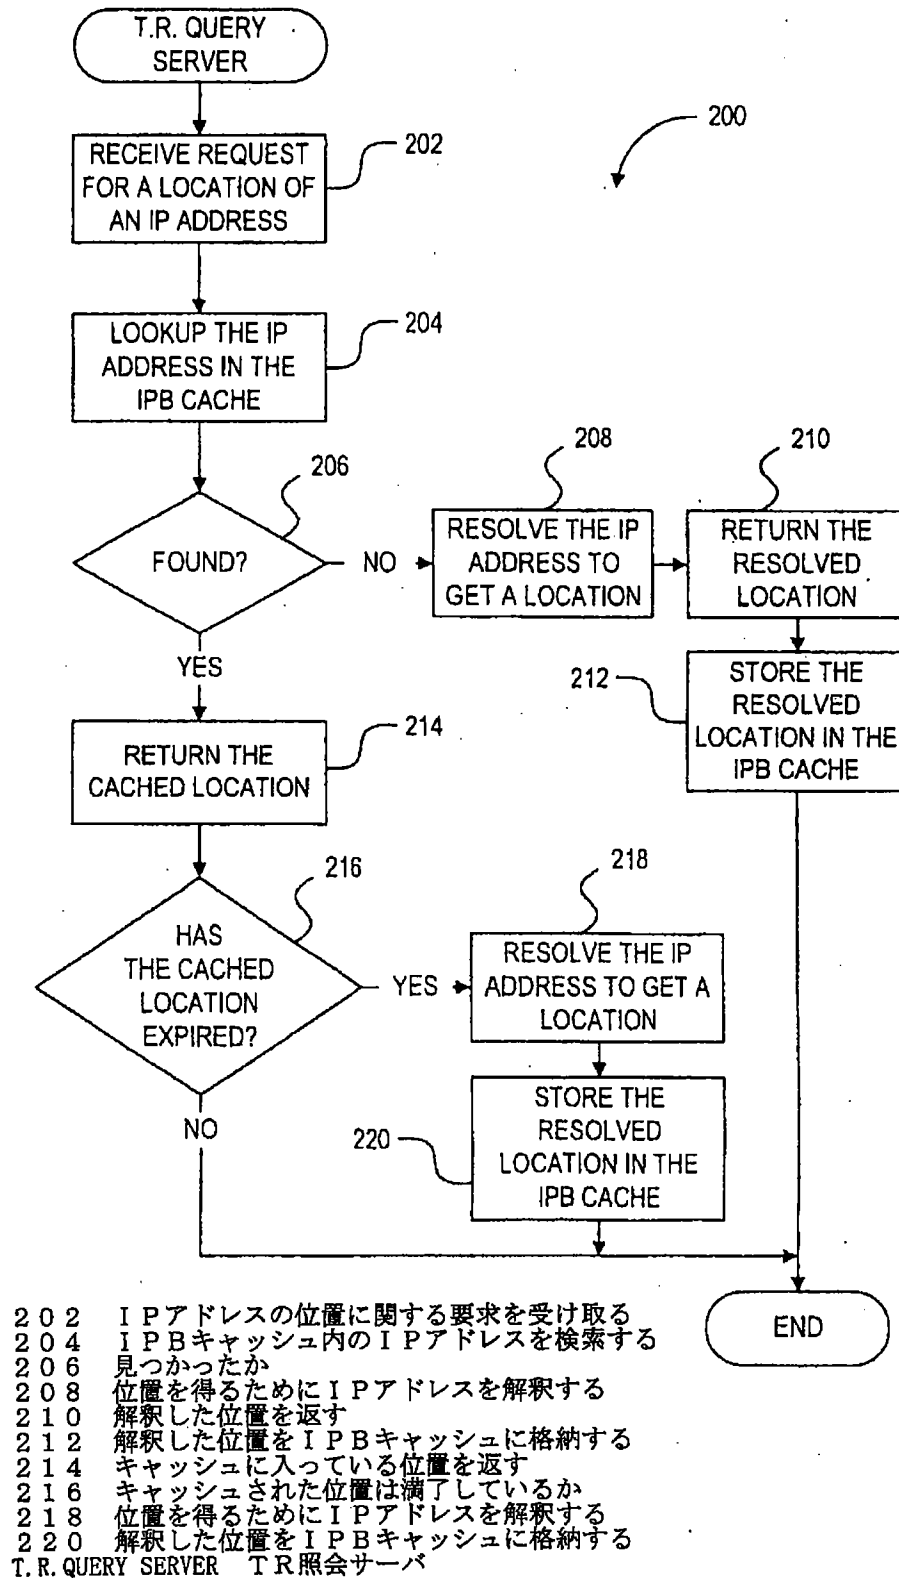 T.R. QUERY
SERVER
200
RECEIVE REQUEST
FOR A LOCATION OF
AN IP ADDRESS
202
LOOKUP THE IP
ADDRESS IN THE
IPB CACHE
204
FOUND?
206
NO
RESOLVE THE IP
ADDRESS TO
GET A LOCATION
208
RETURN THE
RESOLVED
LOCATION
210
STORE THE
RESOLVED
LOCATION IN THE
IPB CACHE
212
YES
RETURN THE
CACHED LOCATION
214
HAS
THE CACHED
LOCATION
EXPIRED?
216
YES
RESOLVE THE IP
ADDRESS TO GET A
LOCATION
218
STORE THE
RESOLVED
LOCATION IN THE
IPB CACHE
220
NO
END
202 IPアドレスの位置に関する要求を受け取る
204 IPBキャッシュ内のIPアドレスを検索する
206 見つかったか
208 位置を得るためにIPアドレスを解釈する
210 解釈した位置を返す
212 解釈した位置をIPBキャッシュに格納する
214 キャッシュに入っている位置を返す
216 キャッシュされた位置は満了しているか
218 位置を得るためにIPアドレスを解釈する
220 解釈した位置をIPBキャッシュに格納する
T.R.QUERY SERVER TR照会サーバ